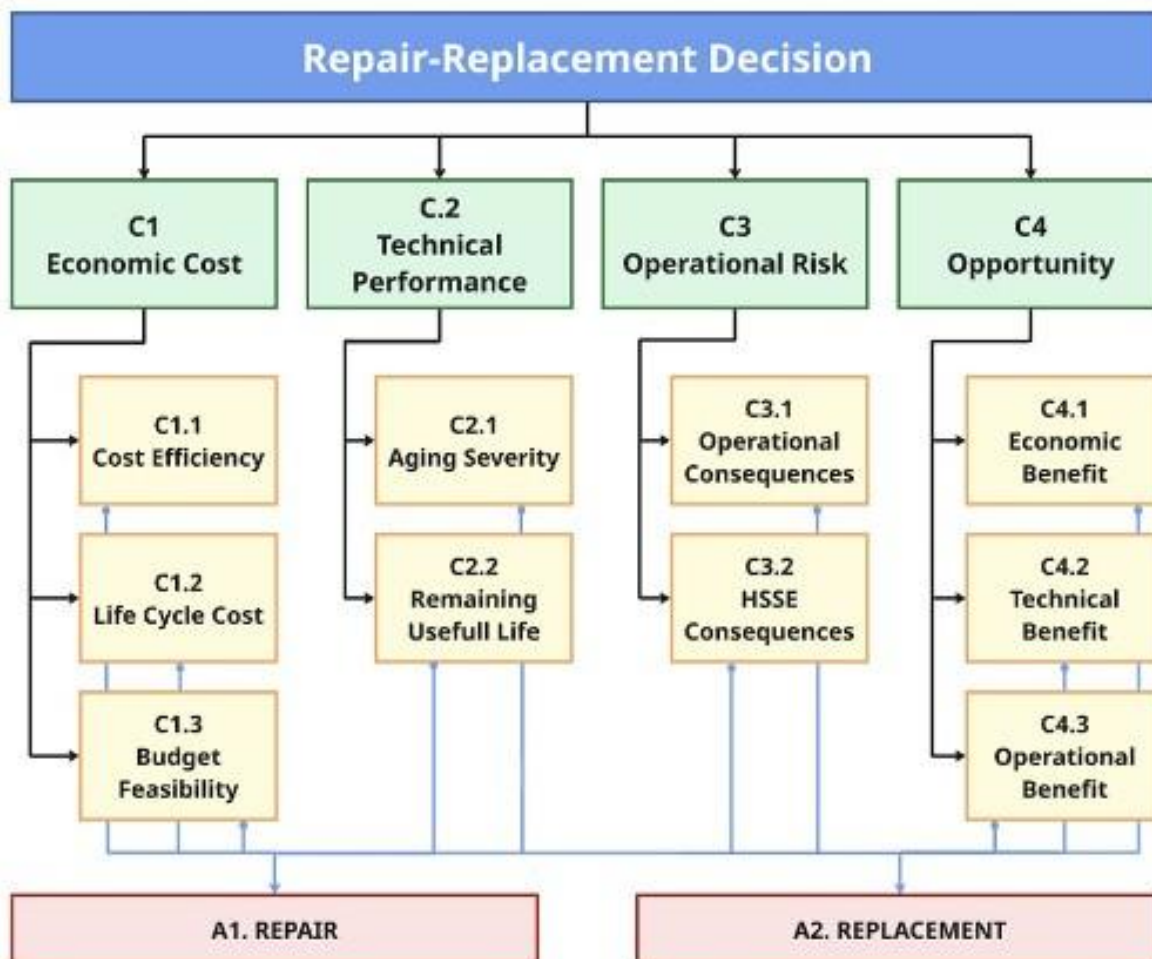 Repair-Replacement Decision
C1
Economic Cost
C.2
Technical
Performance
C3
Operational Risk
C4
Opportunity
C1.1
Cost Efficiency
C2.1
Aging Severity
C3.1
Operational
Consequences
C4.1
Economic
Benefit
C1.2
Life Cycle Cost
C2.2
Remaining
Usefull Life
C3.2
HSSE
Consequences
C4.2
Technical
Benefit
C1.3
Budget
Feasibility
C4.3
Operational
Benefit
A1. REPAIR
A2. REPLACEMENT